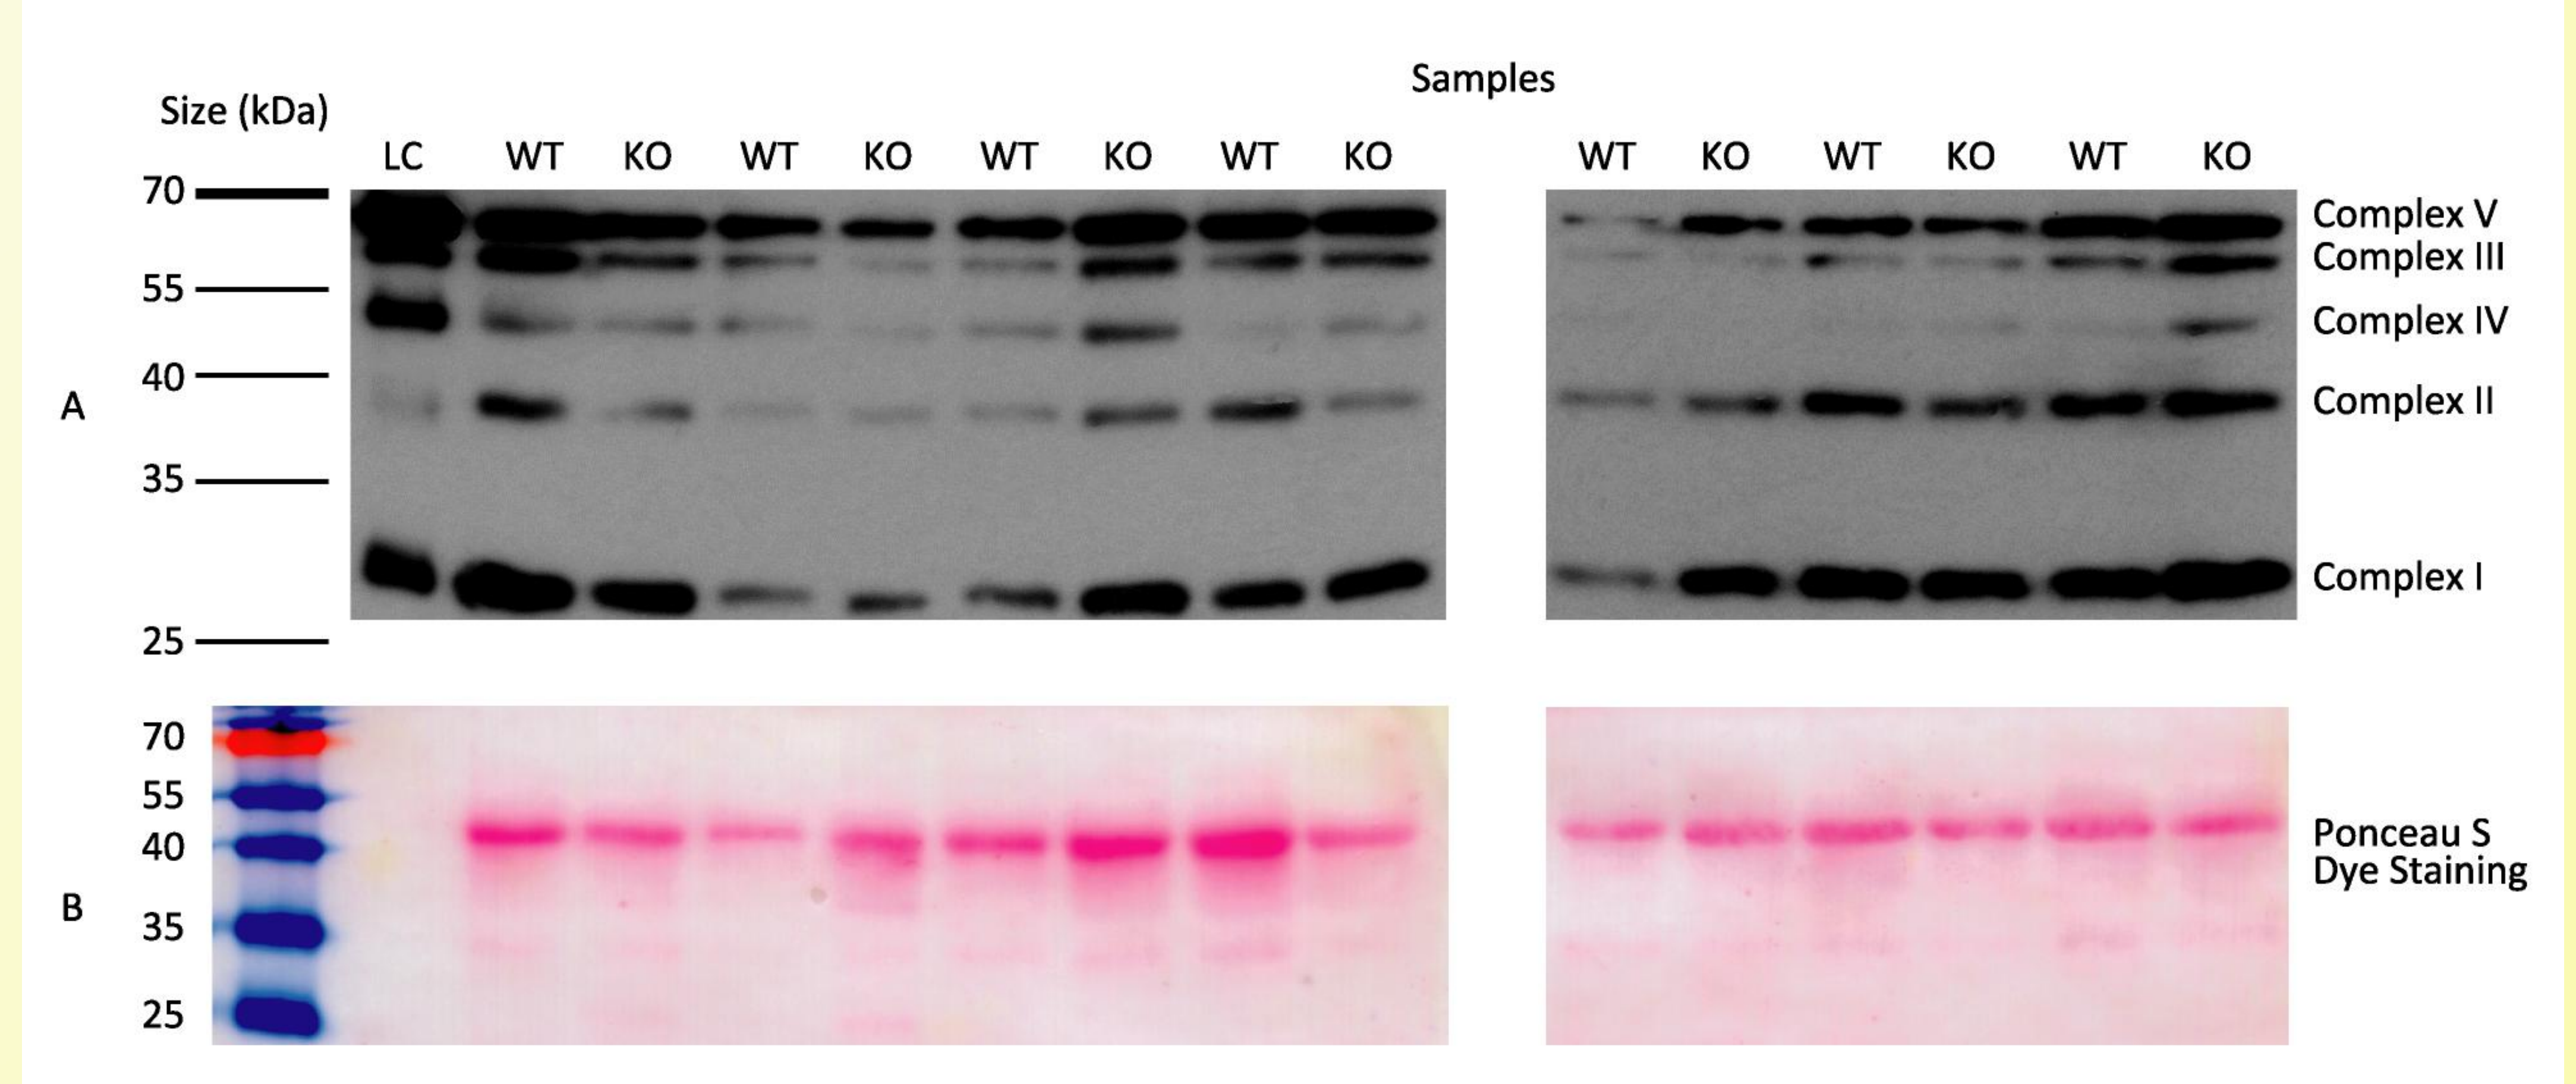 Samples
Size (kDa)
LC WT KO WT KO WT KO WT KO WT KO WT KO WT KO
70
55
40
35
25
A
Complex V
Complex III
Complex IV
Complex II
Complex I
70
55
40
35
25
B
Ponceau S
Dye Staining